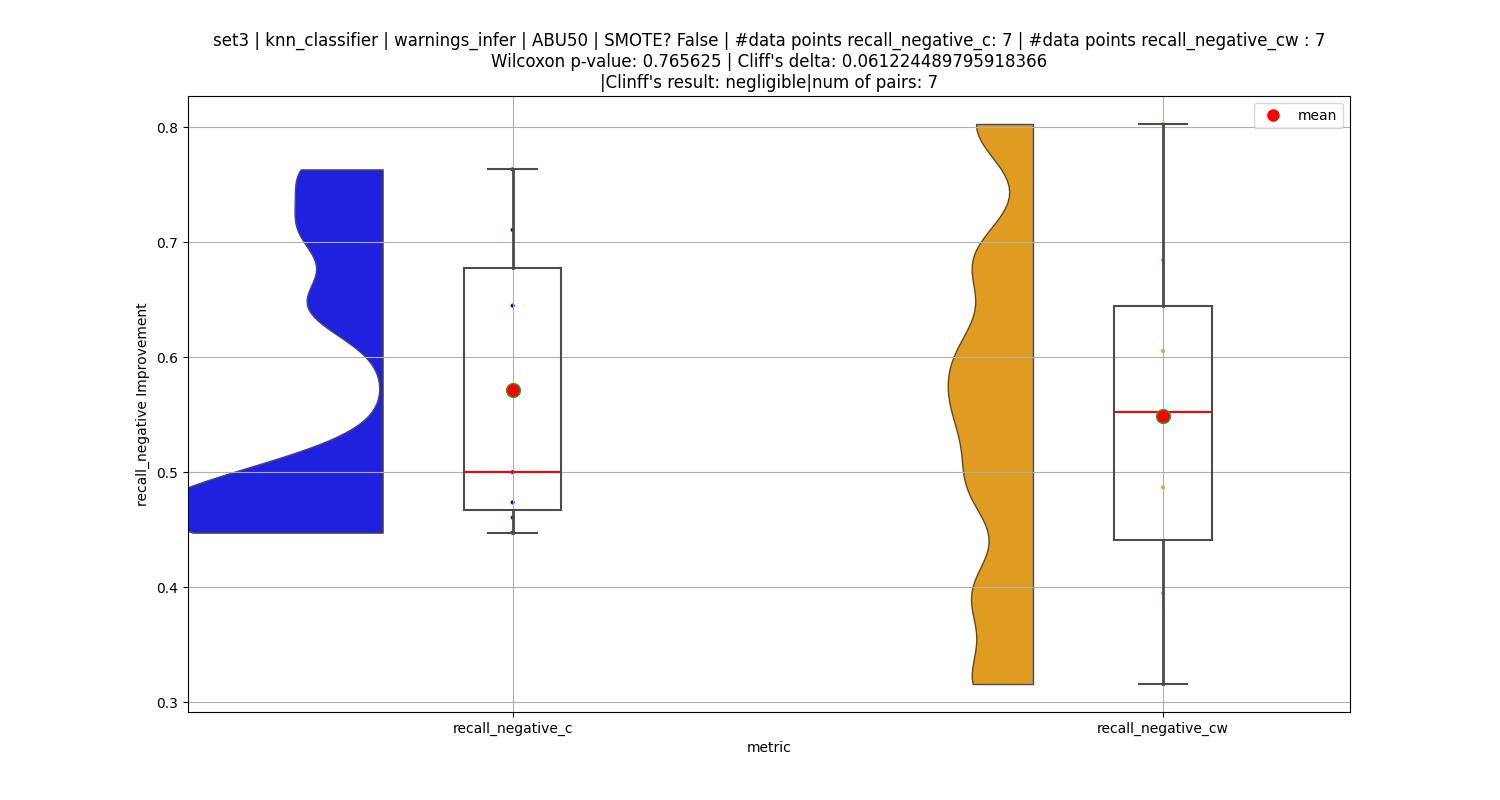 set3 | knn_classifier | warnings_infer | ABU50 | SMOTE? False | #data points recall_negative_c: 7 | #data points recall_negative_cw : 7
Wilcoxon p-value: 0.765625 | Cliff's delta: 0.061224489795918366
|Clinff's result: negligible|num of pairs: 7
mean
0.8
0.7
0.6
0.5
0.4
0.3
recall_negative Improvement
recall_negative_c
recall_negative_cw
metric